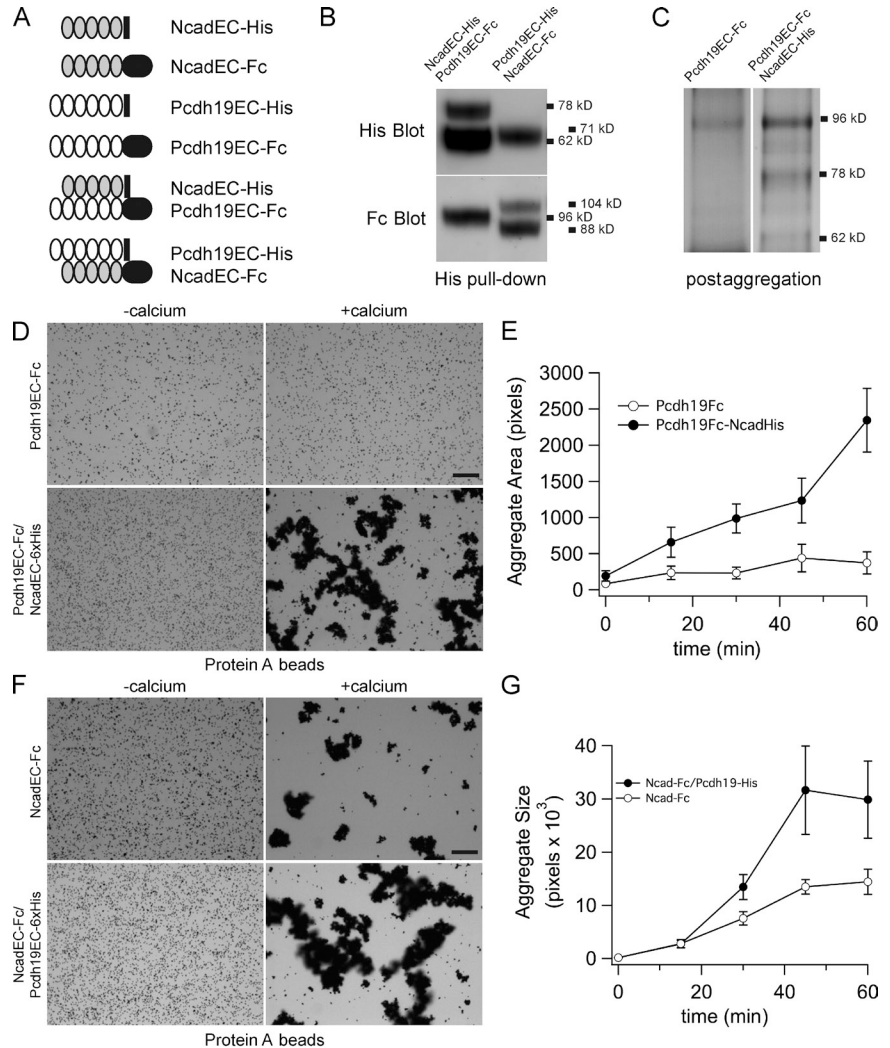 A
NcadEC-His
NcadEC-Fc
Pcdh19EC-His
Pcdh19EC-Fc
NcadEC-His
Pcdh19EC-Fc
Pcdh19EC-His
NcadEC-Fc
B
NcadEC-His
Pcdh19EC-Fc
Pcdh19EC-His
NcadEC-Fc
His Blot
78 kD
71 kD
62 kD
Fc Blot
104 kD
96 kD
88 kD
His pull-down
C
Pcdh19EC-Fc
Pcdh19EC-Fc
NcadEC-His
96 kD
78 kD
62 kD
postaggregation
D
-calcium
+calcium
Pcdh19EC-Fc
Pcdh19EC-Fc/
NcadEC-6xHis
Protein A beads
E
Aggregate Area (pixels)
3000
2500
2000
1500
1000
500
0
Pcdh19Fc
Pcdh19Fc-NcadHis
0
20
40
60
time (min)
F
-calcium
+calcium
NcadEC-Fc
NcadEC-Fc/
Pcdh19EC-6xHis
Protein A beads
G
Aggregate Size
(pixels x 10³)
40
30
20
10
0
Ncad-Fc/Pcdh19-His
Ncad-Fc
0
20
40
60
time (min)